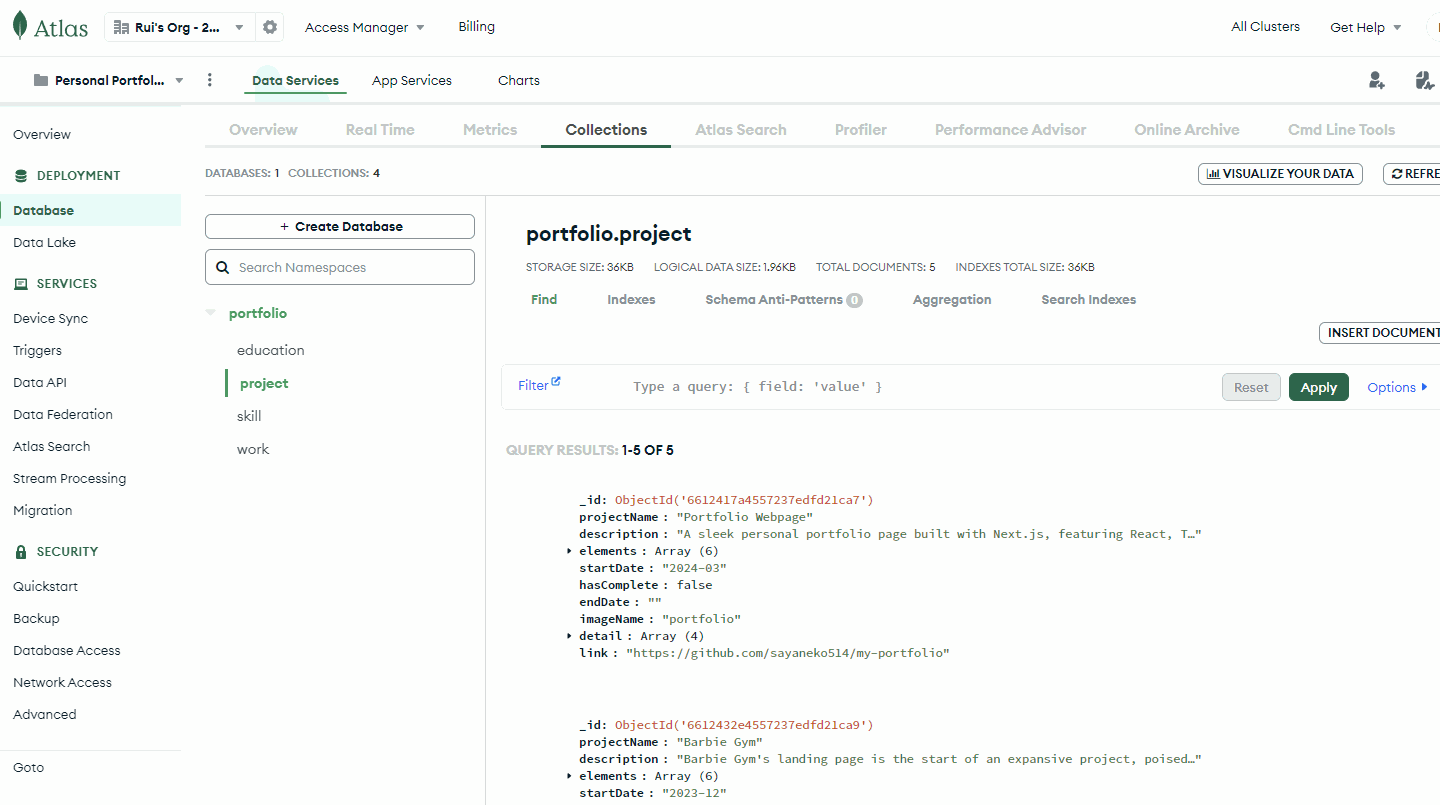 Atlas
Rui's Org - 2...
Access Manager
Billing
All Clusters
Get Help
Personal Portfol...
Data Services
App Services
Charts
Overview
DEPLOYMENT
Database
Data Lake
SERVICES
Device Sync
Triggers
Data API
Data Federation
Atlas Search
Stream Processing
Migration
SECURITY
Quickstart
Backup
Database Access
Network Access
Advanced
Goto
Overview Real Time Metrics Collections Atlas Search Profiler Performance Advisor Online Archive Cmd Line Tools
DATABASES: 1 COLLECTIONS: 4
VISUALIZE YOUR DATA
REFRE
+ Create Database
Search Namespaces
portfolio
education
project
skill
work
portfolio.project
STORAGE SIZE: 36KB LOGICAL DATA SIZE: 1.96KB TOTAL DOCUMENTS: 5 INDEXES TOTAL SIZE: 36KB
Find Indexes Schema Anti-Patterns 0 Aggregation Search Indexes
INSERT DOCUMENT
Filter Type a query: { field: 'value' } Reset Apply Options
QUERY RESULTS: 1-5 OF 5
_id: ObjectId('6612417a4557237edfd21ca7')
projectName : "Portfolio Webpage"
description : "A sleek personal portfolio page built with Next.js, featuring React, T…"
elements : Array (6)
startDate : "2024-03"
hasComplete : false
endDate : ""
imageName : "portfolio"
detail : Array (4)
link : "https://github.com/sayaneko514/my-portfolio"
_id: ObjectId('6612432e4557237edfd21ca9')
projectName : "Barbie Gym"
description : "Barbie Gym's landing page is the start of an expansive project, poised…"
elements : Array (6)
startDate : "2023-12"